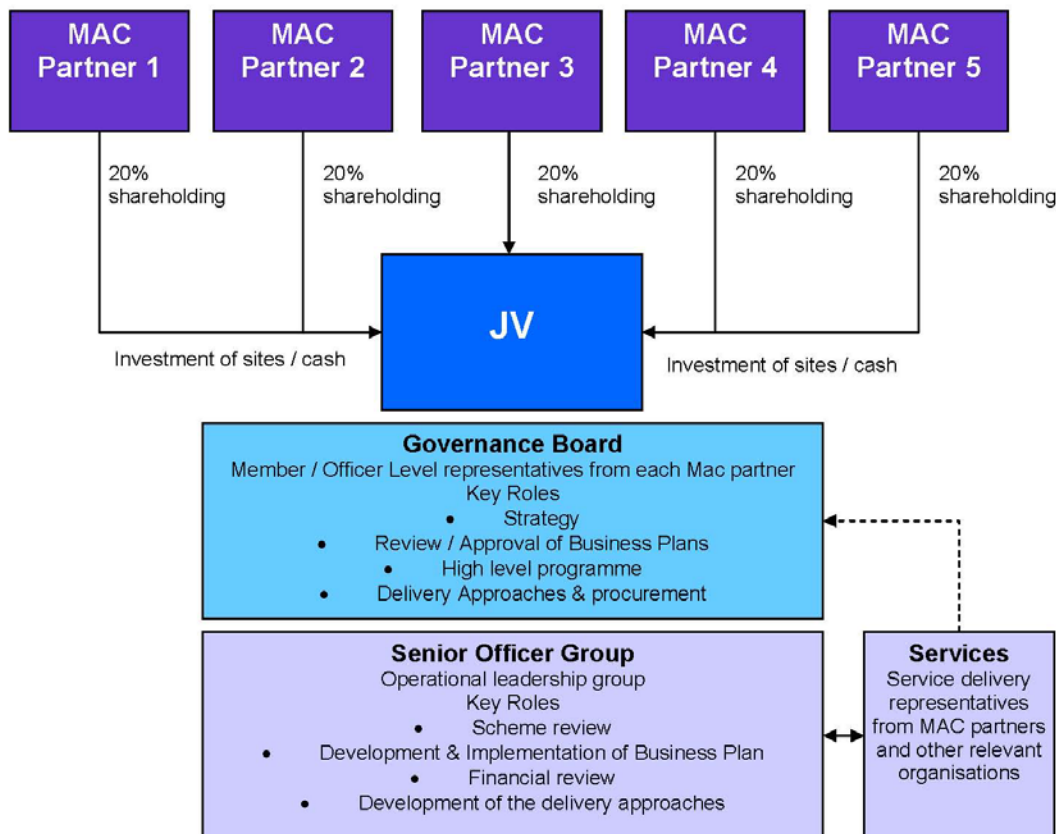 MAC
Partner 1
MAC
Partner 2
MAC
Partner 3
MAC
Partner 4
MAC
Partner 5
20%
shareholding
20%
shareholding
20%
shareholding
20%
shareholding
20%
shareholding
JV
Investment of sites / cash
Investment of sites / cash
Governance Board
Member / Officer Level representatives from each Mac partner
Key Roles
• Strategy
• Review / Approval of Business Plans
• High level programme
• Delivery Approaches & procurement
Senior Officer Group
Operational leadership group
Key Roles
• Scheme review
• Development & Implementation of Business Plan
• Financial review
• Development of the delivery approaches
Services
Service delivery
representatives
from MAC partners
and other relevant
organisations